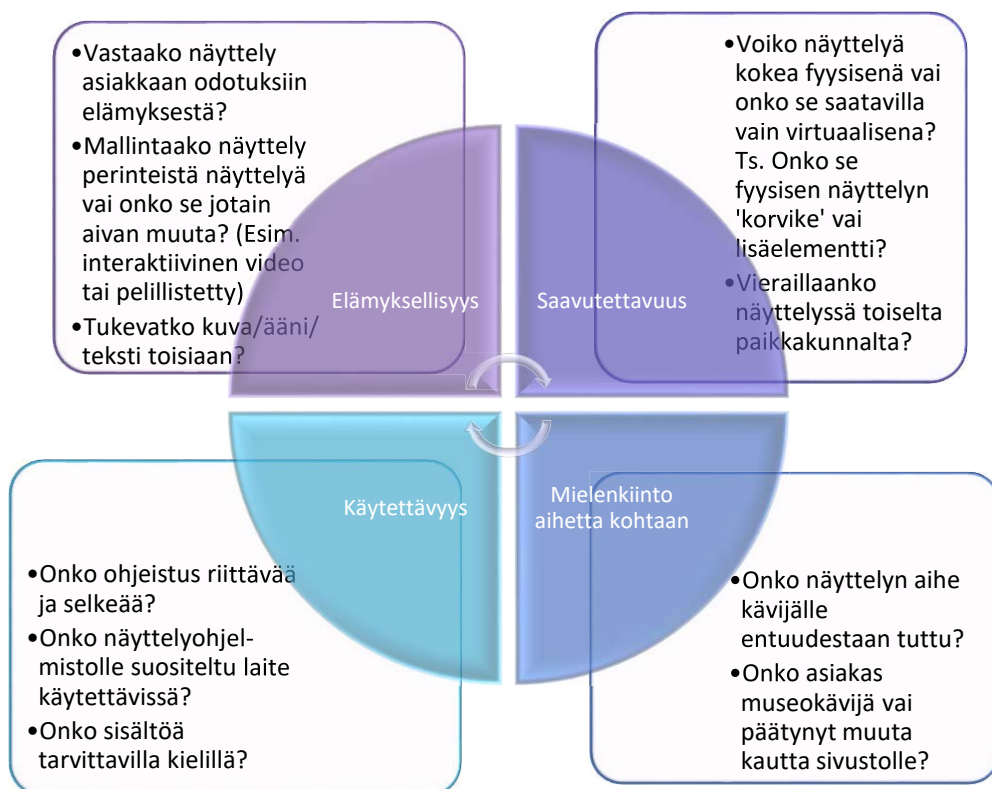 •Vastaako näyttely
asiakkaan odotuksiin
elämyksestä?
•Mallintaako näyttely
perinteistä näyttelyä
vai onko se jotain
aivan muuta? (Esim.
interaktiivinen video
tai pelillistetty)
•Tukevatko kuva/ääni/
teksti toisiaan?
•Voiko näyttelyä
kokea fyysisenä vai
onko se saatavilla
vain virtuaalisena?
Ts. Onko se
fyysisen näyttelyn
'korvike' vai
lisäelementti?
•Vieraillaanko
näyttelyssä toiselta
paikkakunnalta?
Elämyksellisyys
Saavutettavuus
Käytettävyys
Mielenkiinto
aihetta kohtaan
•Onko ohjeistus riittävää
ja selkeää?
•Onko näyttelyohjel-
mistolle suositeltu laite
käytettävissä?
•Onko sisältöä
tarvittavilla kielillä?
•Onko näyttelyn aihe
kävijälle
entuudestaan tuttu?
•Onko asiakas
museokävijä vai
päätynyt muuta
kautta sivustolle?